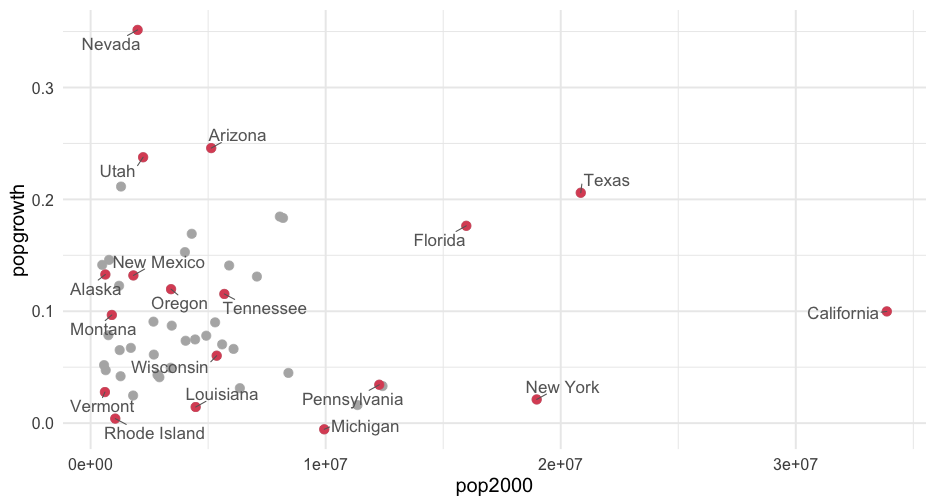 Nevada
0.3
Arizona
Utah
Texas
0.2
Florida
New Mexico
Alaska
Oregon
Tennessee
California
0.1
Montana
Wisconsin
New York
Louisiana
Pennsylvania
Vermont
0.0
Michigan
Rhode Island
popgrowth
0e+00
1e+07
2e+07
3e+07
pop2000